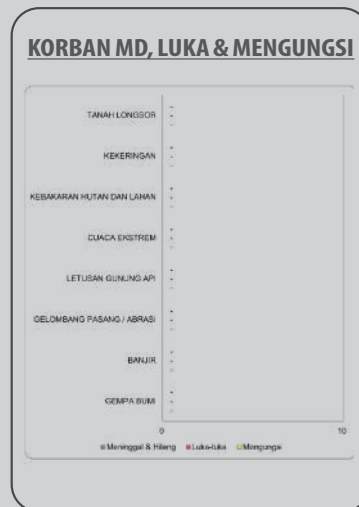 KORBAN MD, LUKA & MENGUNGSI
TANAH LONGSOR - - -
KEKERINGAN - - -
KEBAKARAN HUTAN DAN LAHAN - - -
CUACA EKSTREM - - -
LETUSAN GUNUNG API - - -
GELOMBANG PASANG / ABRASI - - -
BANJIR - - -
GEMPA BUMI - - -
0 10
Meninggal & Hilang Luka-luka Mengungsi